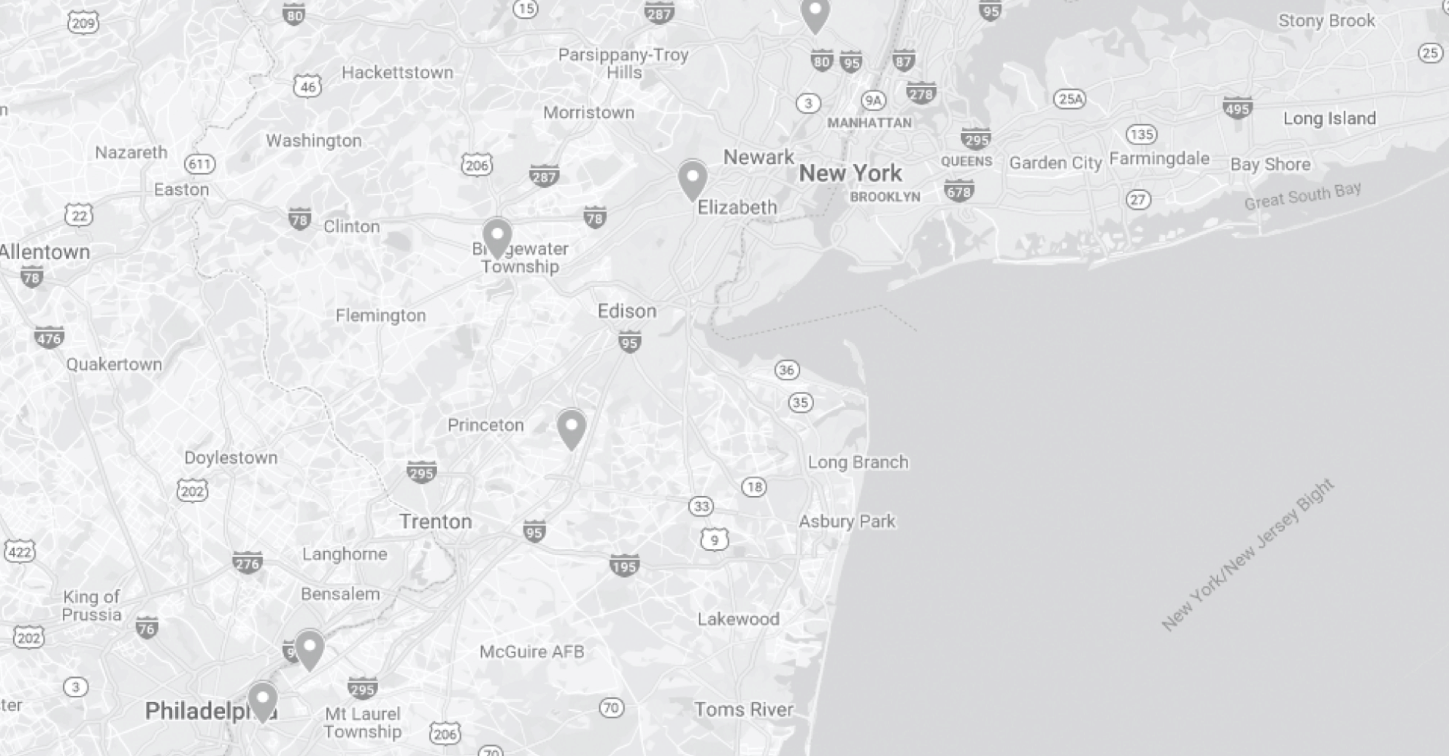 80
15
287
95
Stony Brook
209
25
Parsippany-Troy
Hills
80
95
87
Hackettstown
46
278
3
9A
25A
495
Morristown
MANHATTAN
Long Island
Washington
295
135
Nazareth
611
206
287
Newark
New York
QUEENS
Garden City
Farmingdale
Bay Shore
Easton
678
BROOKLYN
27
Great South Bay
22
78
Clinton
78
Elizabeth
Allentown
Bridgewater
Township
78
Flemington
Edison
476
95
Quakertown
36
35
Princeton
Doylestown
295
Long Branch
202
18
33
Trenton
95
Asbury Park
New York/New Jersey Bight
422
9
276
Langhorne
195
King of
Prussia
Bensalem
76
Lakewood
202
McGuire AFB
3
295
Philadelphia
Mt Laurel
Township
70
Toms River
206
70